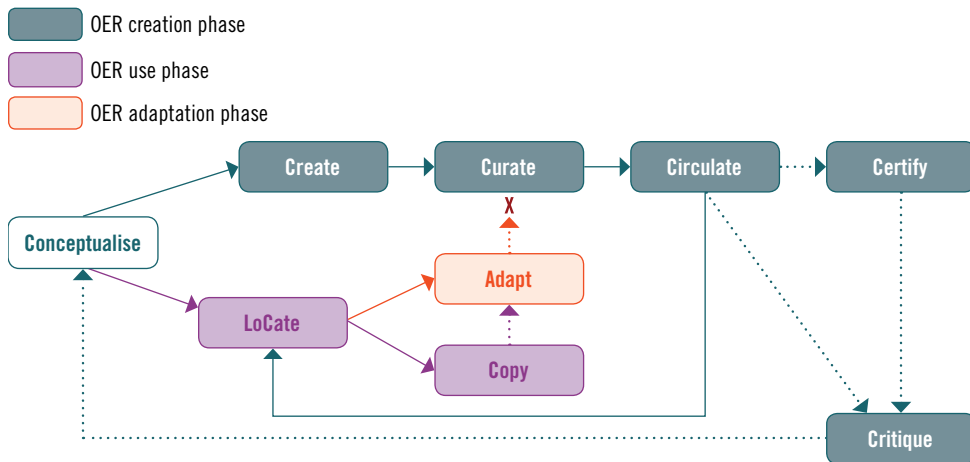 OER creation phase
OER use phase
OER adaptation phase
Create
Curate
Circulate
Certify
X
Conceptualise
Adapt
LoCate
Copy
Critique